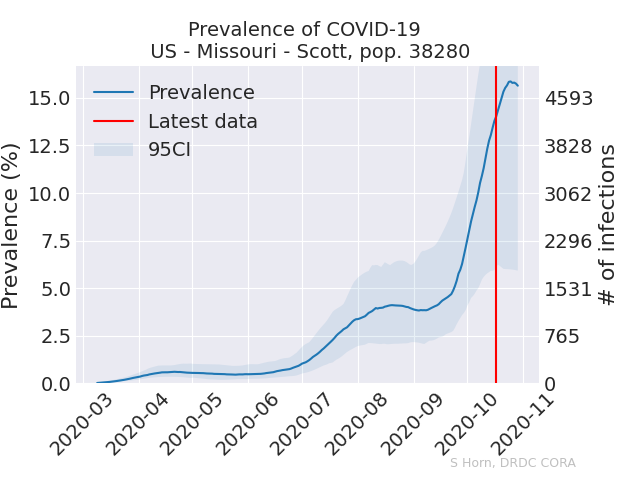 Prevalence of COVID-19
US - Missouri - Scott, pop. 38280
Prevalence
Latest data
95CI
Prevalence (%)
15.0
12.5
10.0
7.5
5.0
2.5
0.0
4593
3828
3062
2296
1531
765
0
# of infections
2020-03
2020-04
2020-05
2020-06
2020-07
2020-08
2020-09
2020-10
2020-11
S Horn, DRDC CORA